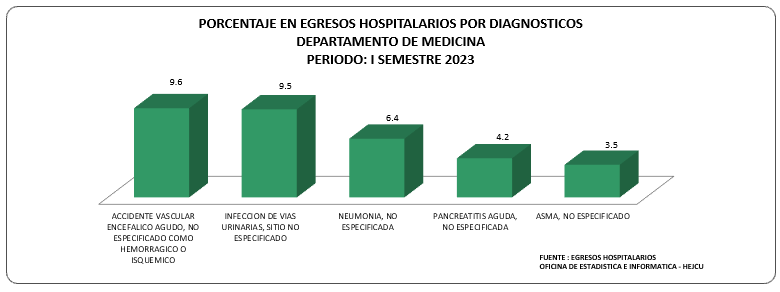 PORCENTAJE EN EGRESOS HOSPITALARIOS POR DIAGNOSTICOS
DEPARTAMENTO DE MEDICINA
PERIODO: I SEMESTRE 2023
9.6
9.5
6.4
4.2
3.5
ACCIDENTE VASCULAR
ENCEFALICO AGUDO, NO
ESPECIFICADO COMO
HEMORRAGICO O
ISQUEMICO
INFECCION DE VIAS
URINARIAS, SITIO NO
ESPECIFICADO
NEUMONIA, NO
ESPECIFICADA
PANCREATITIS AGUDA,
NO ESPECIFICADA
ASMA, NO ESPECIFICADO
FUENTE : EGRESOS HOSPITALARIOS
OFICINA DE ESTADISTICA E INFORMATICA - HEJCU